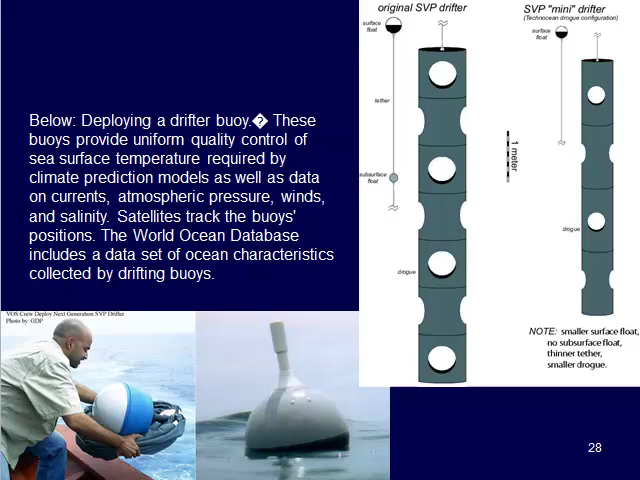 Below: Deploying a drifter buoy.� These
buoys provide uniform quality control of
sea surface temperature required by
climate prediction models as well as data
on currents, atmospheric pressure, winds,
and salinity. Satellites track the buoys'
positions. The World Ocean Database
includes a data set of ocean characteristics
collected by drifting buoys.
original SVP drifter
surface
float
tether
subsurface
float
drogue
1 meter
SVP "mini" drifter
(Technocean drogue configuration)
surface
float
drogue
NOTE: smaller surface float,
no subsurface float,
thinner tether,
smaller drogue.
VOS Crew Deploy Next Generation SVP Drifter
Photo by: GDP
28